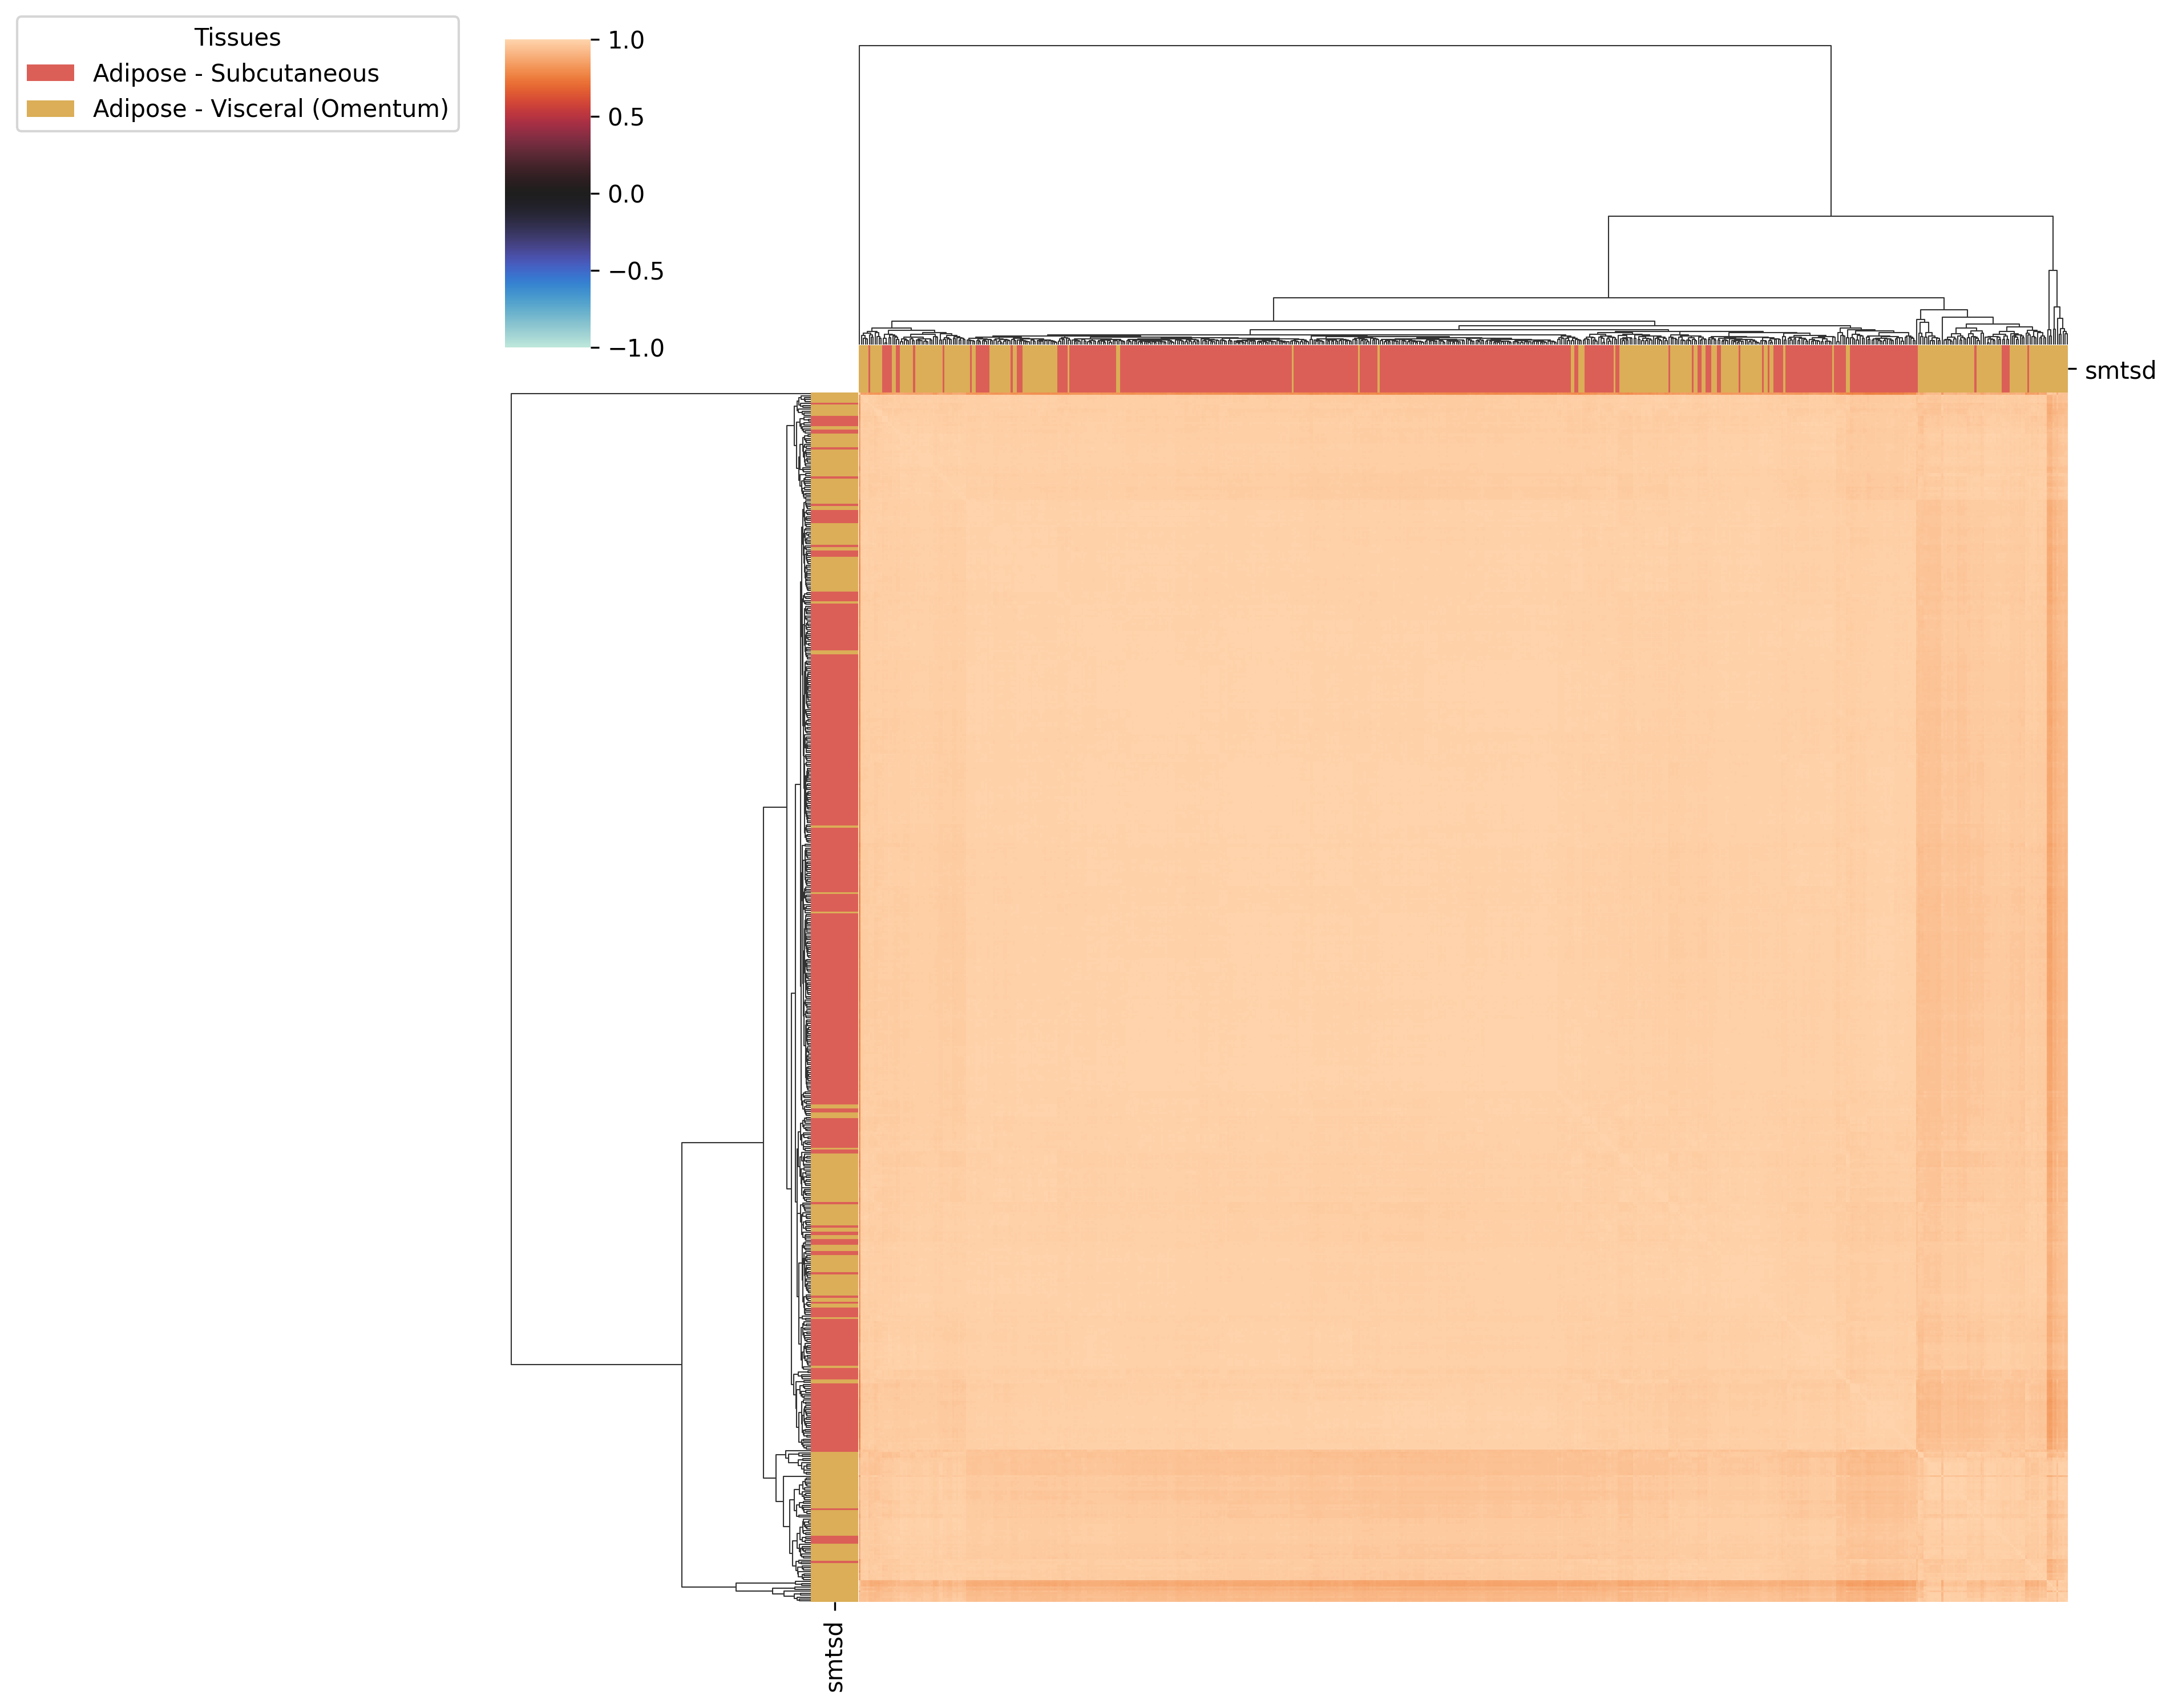 Tissues
Adipose - Subcutaneous
Adipose - Visceral (Omentum)
1.0
0.5
0.0
−0.5
−1.0
smtsd
smtsd